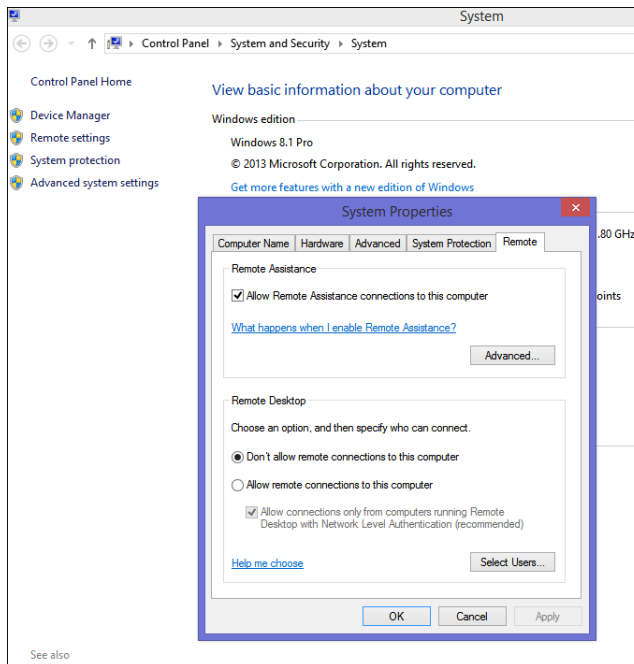 System
Control Panel
System and Security
System
Control Panel Home
Device Manager
Remote settings
System protection
Advanced system settings
View basic information about your computer
Windows edition
Windows 8.1 Pro
© 2013 Microsoft Corporation. All rights reserved.
Get more features with a new edition of Windows
.80 GHz
oints
System Properties
Computer Name
Hardware
Advanced
System Protection
Remote
Remote Assistance
Allow Remote Assistance connections to this computer
What happens when I enable Remote Assistance?
Advanced...
Remote Desktop
Choose an option, and then specify who can connect.
Don't allow remote connections to this computer
Allow remote connections to this computer
Allow connections only from computers running Remote
Desktop with Network Level Authentication (recommended)
Help me choose
Select Users...
OK
Cancel
Apply
See also